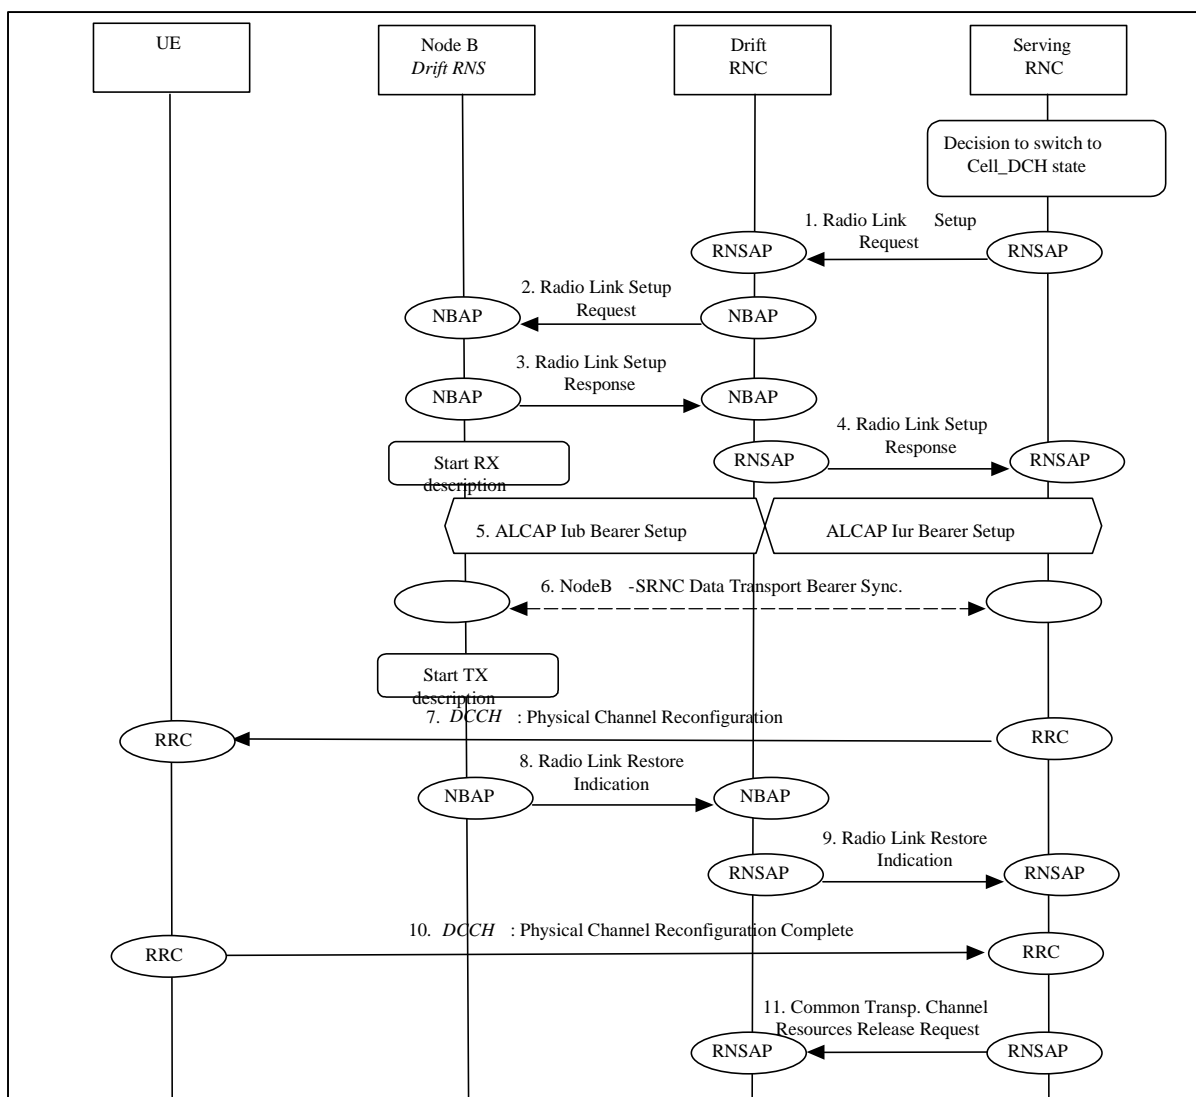 UE
Node B
Drift RNS
Drift
RNC
Serving
RNC
Decision to switch to
Cell_DCH state
1. Radio Link Setup
Request
RNSAP
RNSAP
2. Radio Link Setup
Request
NBAP
NBAP
3. Radio Link Setup
Response
NBAP
NBAP
4. Radio Link Setup
Response
RNSAP
RNSAP
Start RX
description
5. ALCAP Iub Bearer Setup
ALCAP Iur Bearer Setup
6. NodeB -SRNC Data Transport Bearer Sync.
Start TX
description
7. DCCH : Physical Channel Reconfiguration
RRC
RRC
8. Radio Link Restore
Indication
NBAP
NBAP
9. Radio Link Restore
Indication
RNSAP
RNSAP
10. DCCH : Physical Channel Reconfiguration Complete
RRC
RRC
11. Common Transp. Channel
Resources Release Request
RNSAP
RNSAP